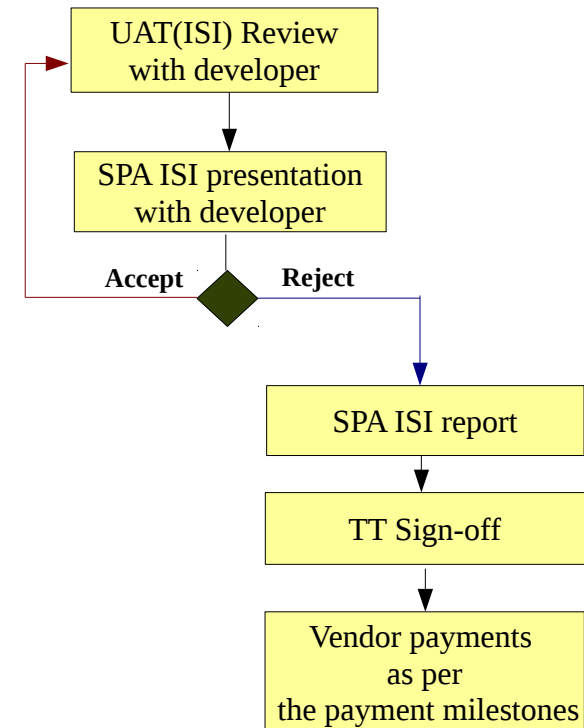 UAT(ISI) Review
with developer
SPA ISI presentation
with developer
Accept
Reject
SPA ISI report
TT Sign-off
Vendor payments
as per
the payment milestones